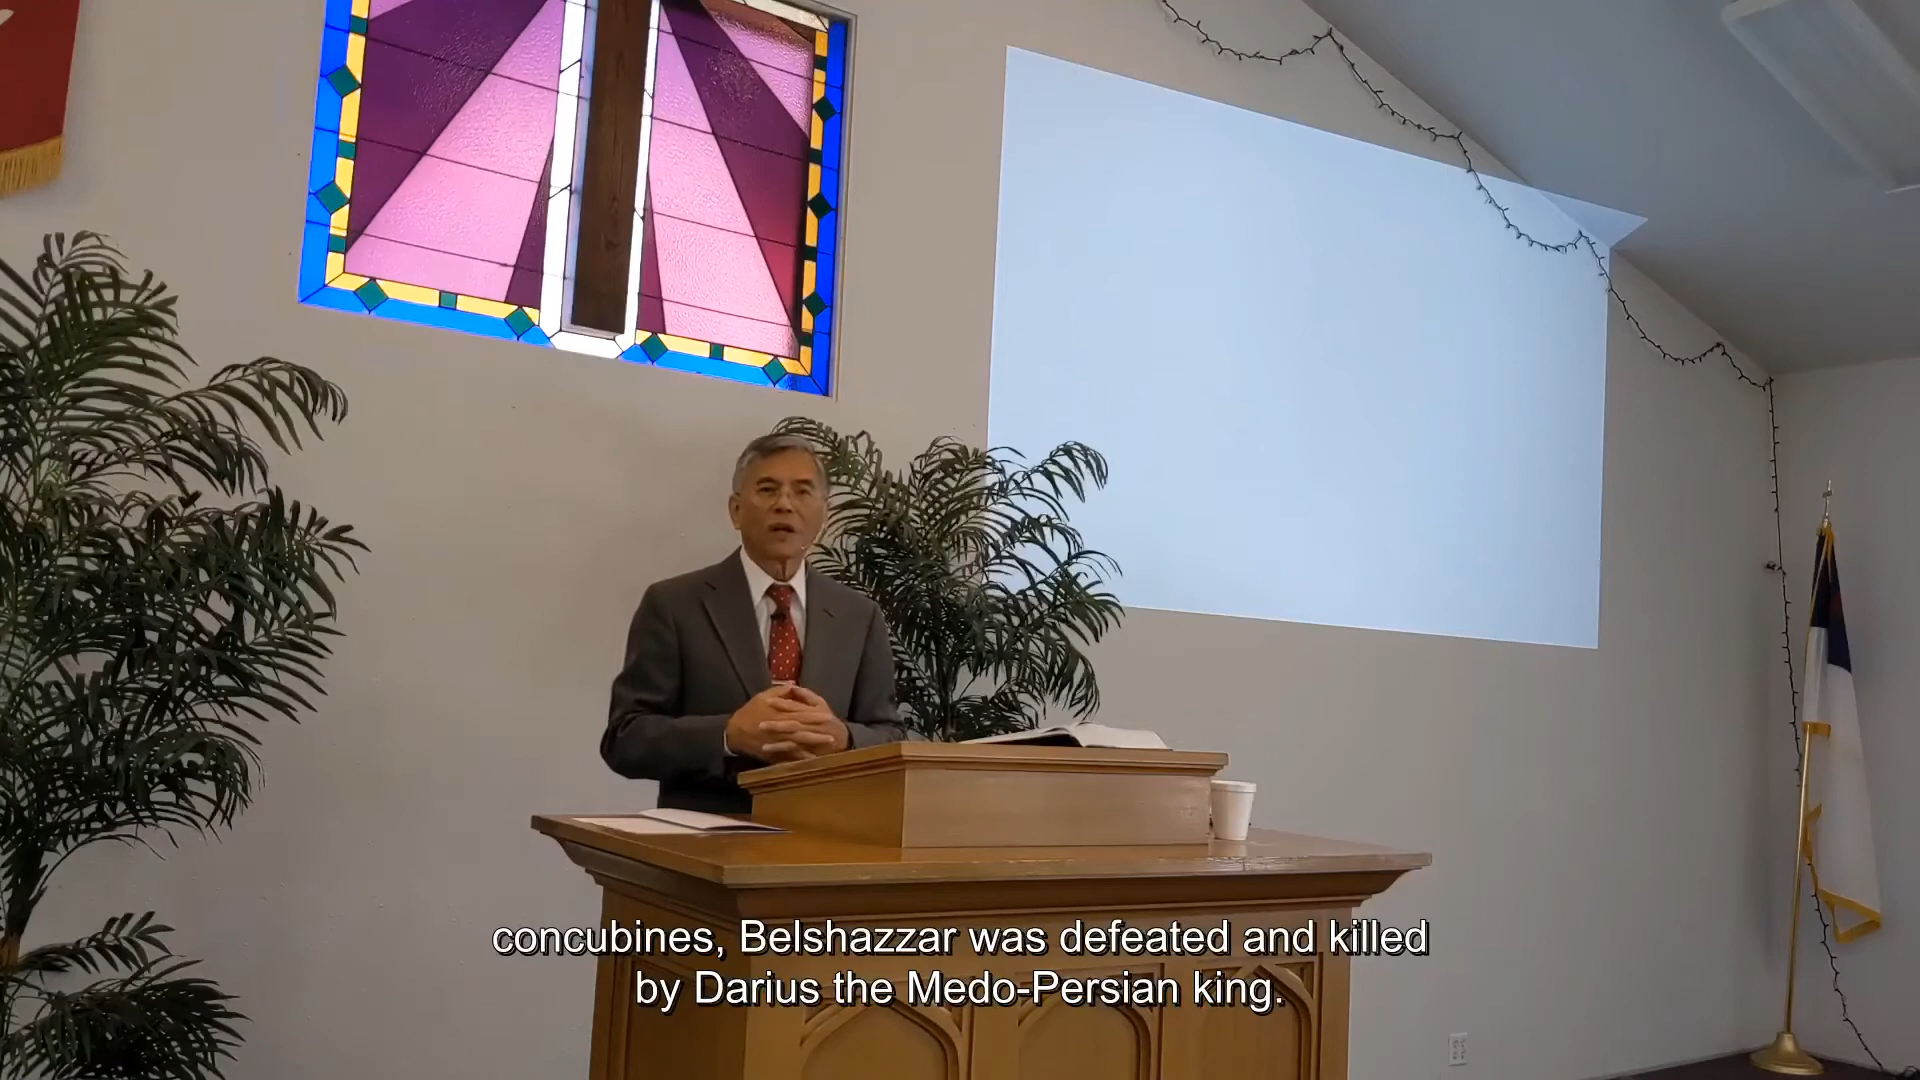 concubines, Belshazzar was defeated and killed
by Darius the Medo-Persian king.